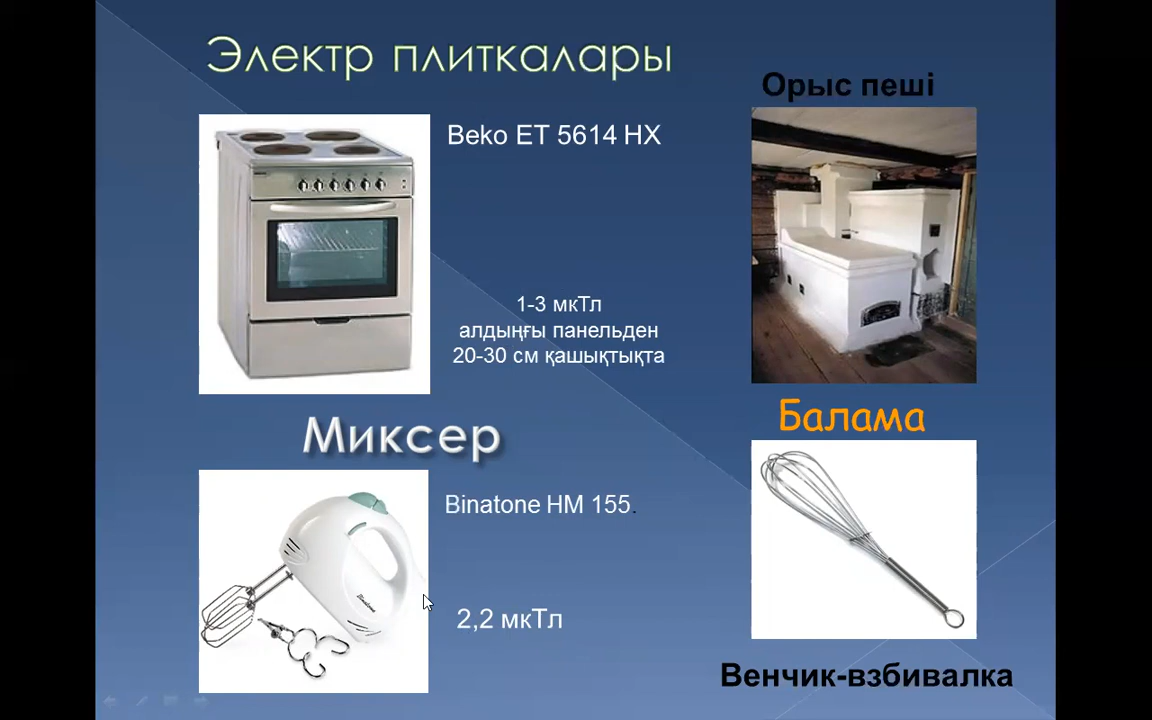 Электр плиткалары
Орыс пеші
Beko ET 5614 HX
1-3 мкТл
алдыңғы панельден
20-30 см қашықтықта
Балама
Миксер
Binatone HM 155.
2,2 мкТл
Binatone
Венчик-взбивалка